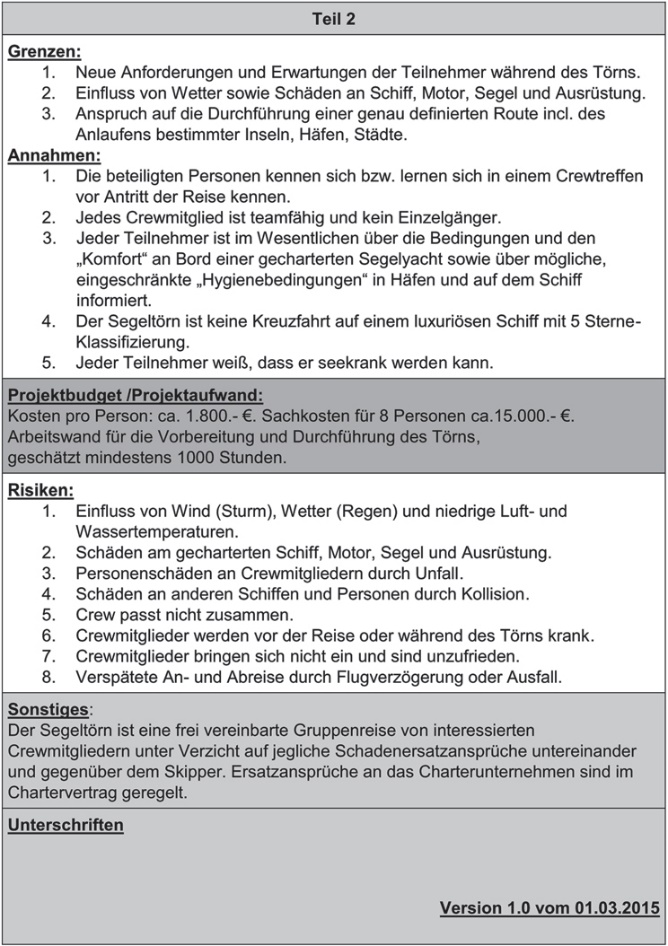 Teil 2
Grenzen:
1. Neue Anforderungen und Erwartungen der Teilnehmer während des Törns.
2. Einfluss von Wetter sowie Schäden an Schiff, Motor, Segel und Ausrüstung.
3. Anspruch auf die Durchführung einer genau definierten Route incl. des
Anlaufens bestimmter Inseln, Häfen, Städte.
Annahmen:
1. Die beteiligten Personen kennen sich bzw. lernen sich in einem Crewtreffen
vor Antritt der Reise kennen.
2. Jedes Crewmitglied ist teamfähig und kein Einzelgänger.
3. Jeder Teilnehmer ist im Wesentlichen über die Bedingungen und den
„Komfort“ an Bord einer gecharterten Segelyacht sowie über mögliche,
eingeschränkte „Hygienebedingungen“ in Häfen und auf dem Schiff
informiert.
4. Der Segeltörn ist keine Kreuzfahrt auf einem luxuriösen Schiff mit 5 Sterne-
Klassifizierung.
5. Jeder Teilnehmer weiß, dass er seekrank werden kann.
Projektbudget /Projektaufwand:
Kosten pro Person: ca. 1.800.- €. Sachkosten für 8 Personen ca.15.000.- €.
Arbeitswand für die Vorbereitung und Durchführung des Törns,
geschätzt mindestens 1000 Stunden.
Risiken:
1. Einfluss von Wind (Sturm), Wetter (Regen) und niedrige Luft- und
Wassertemperaturen.
2. Schäden am gecharterten Schiff, Motor, Segel und Ausrüstung.
3. Personenschäden an Crewmitgliedern durch Unfall.
4. Schäden an anderen Schiffen und Personen durch Kollision.
5. Crew passt nicht zusammen.
6. Crewmitglieder werden vor der Reise oder während des Törns krank.
7. Crewmitglieder bringen sich nicht ein und sind unzufrieden.
8. Verspätete An- und Abreise durch Flugverzögerung oder Ausfall.
Sonstiges:
Der Segeltörn ist eine frei vereinbarte Gruppenreise von interessierten
Crewmitgliedern unter Verzicht auf jegliche Schadenersatzansprüche untereinander
und gegenüber dem Skipper. Ersatzansprüche an das Charterunternehmen sind im
Chartervertrag geregelt.
Unterschriften
Version 1.0 vom 01.03.2015